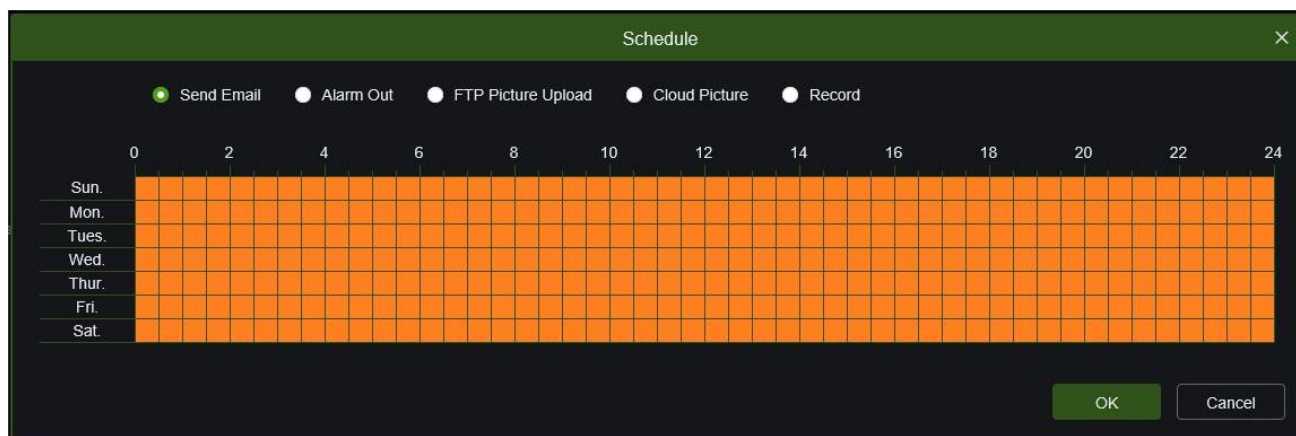 Schedule
Send Email Alarm Out FTP Picture Upload Cloud Picture Record
0 2 4 6 8 10 12 14 16 18 20 22 24
Sun.
Mon.
Tues.
Wed.
Thur.
Fri.
Sat.
OK Cancel